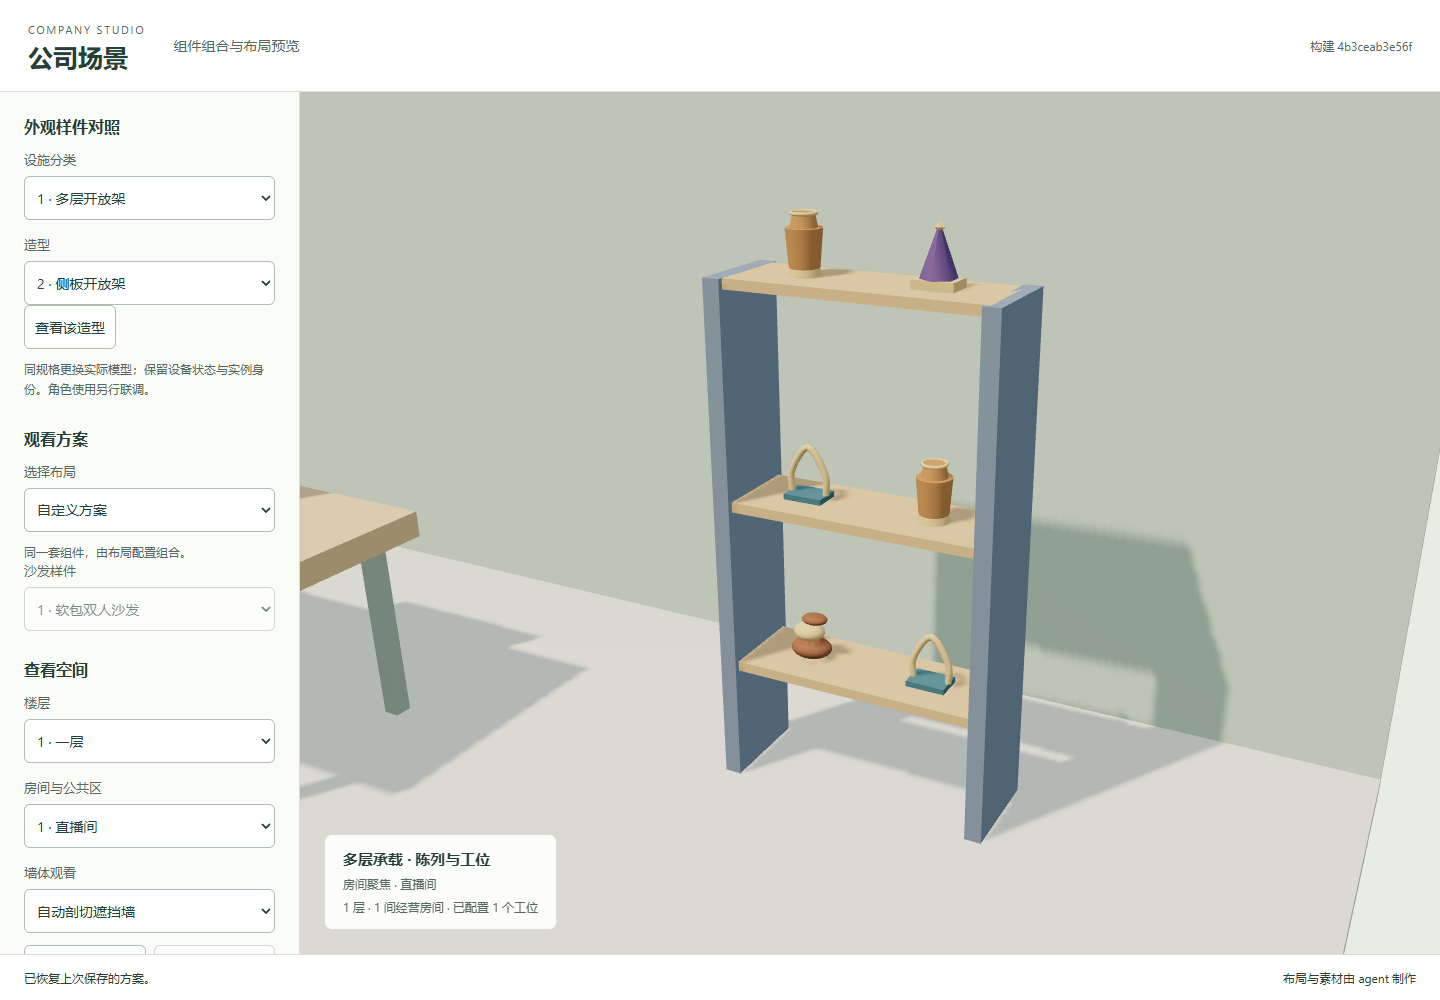 COMPANY STUDIO
公司场景
组件组合与布局预览
构建 4b3ceab3e56f
外观样件对照
设施分类
1 · 多层开放架
造型
2 · 侧板开放架
查看该造型
同规格更换实际模型；保留设备状态与实例身
份。角色使用另行联调。
观看方案
选择布局
自定义方案
同一套组件，由布局配置组合。
沙发样件
1 · 软包双人沙发
查看空间
楼层
1 · 一层
房间与公共区
1 · 直播间
墙体观看
自动剖切遮挡墙
多层承载 · 陈列与工位
房间聚焦 · 直播间
1 层 · 1 间经营房间 · 已配置 1 个工位
已恢复上次保存的方案。
布局与素材由 agent 制作